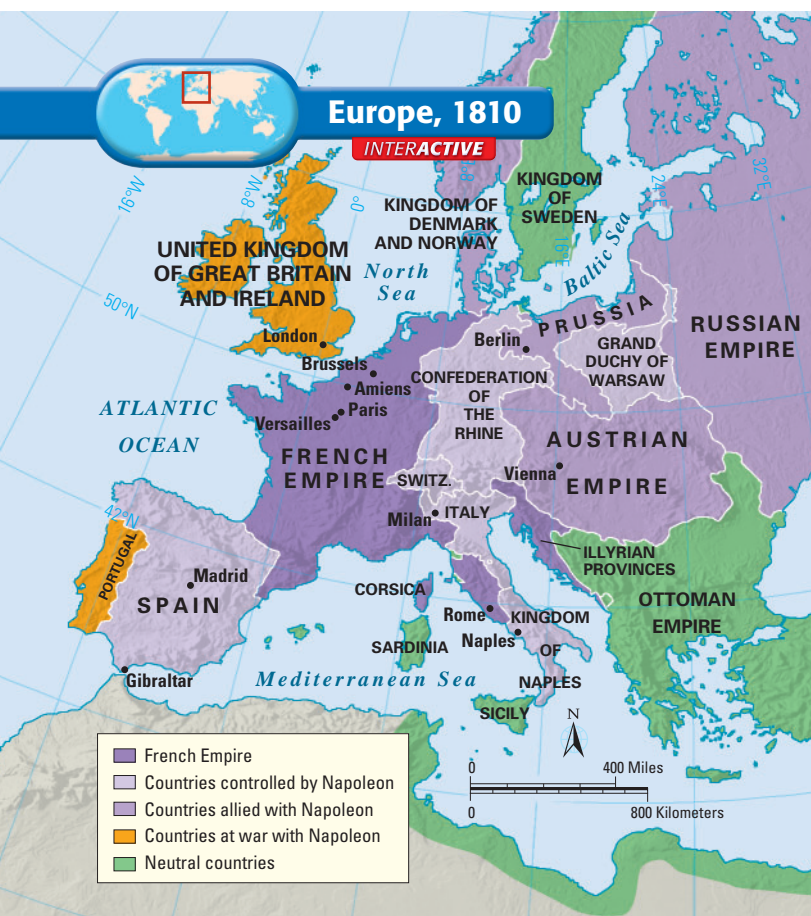 Europe, 1810
INTERACTIVE
16°W
8°W
0°
8°E
16°E
24°E
32°E
50°N
42°N
KINGDOM
OF
SWEDEN
KINGDOM OF
DENMARK
AND NORWAY
UNITED KINGDOM
OF GREAT BRITAIN
AND IRELAND
North
Sea
Baltic Sea
London
Brussels
Amiens
Paris
Versailles
Berlin
PRUSSIA
GRAND
DUCHY OF
WARSAW
RUSSIAN
EMPIRE
CONFEDERATION
OF
THE
RHINE
ATLANTIC
OCEAN
FRENCH
EMPIRE
SWITZ.
AUSTRIAN
EMPIRE
Vienna
Milan
ITALY
ILLYRIAN
PROVINCES
PORTUGAL
Madrid
SPAIN
Gibraltar
CORSICA
Rome
SARDINIA
Naples
KINGDOM
OF
NAPLES
OTTOMAN
EMPIRE
Mediterranean Sea
SICILY
N
0 400 Miles
0 800 Kilometers
French Empire
Countries controlled by Napoleon
Countries allied with Napoleon
Countries at war with Napoleon
Neutral countries